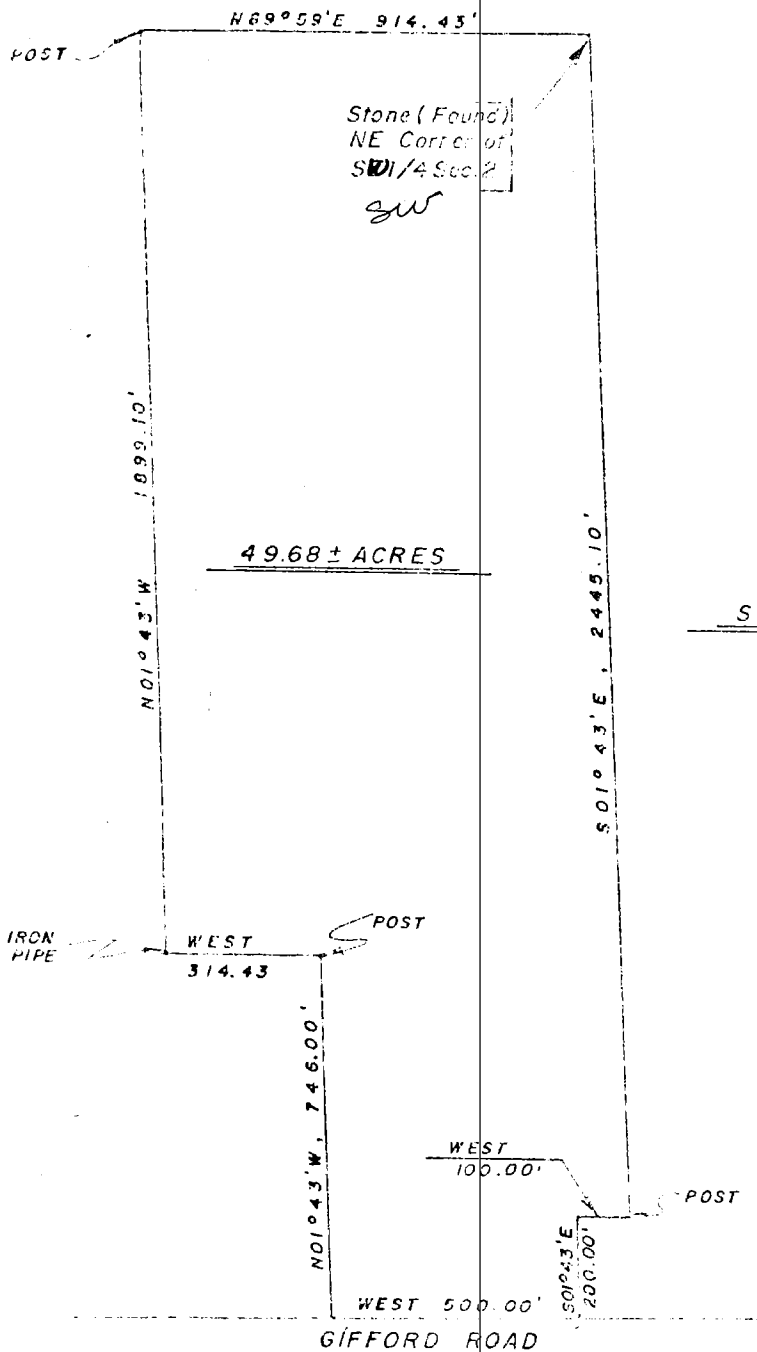 N89°59'E 914.43'
POST
Stone (Found)
NE Corner of
SW1/4 Sec. 2
SW
1899.10'
N01°43'W
49.68 ± ACRES
S01°43'E, 2445.10'
S
IRON
PIPE
WEST
314.43
POST
N01°43'W, 746.00'
WEST
100.00'
POST
S01°43'E
200.00'
WEST 500.00'
GIFFORD ROAD